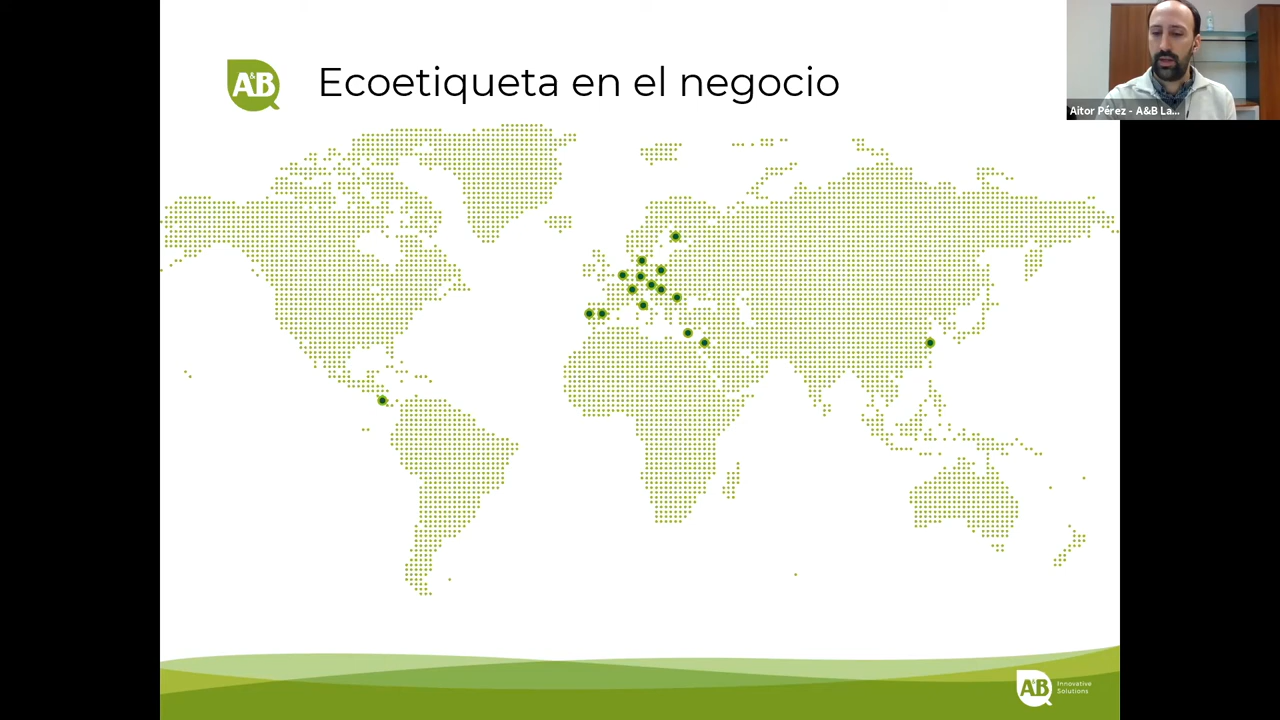 A&B
Ecoetiqueta en el negocio
Aitor Pérez - A&B La...
A&B
Innovative
Solutions